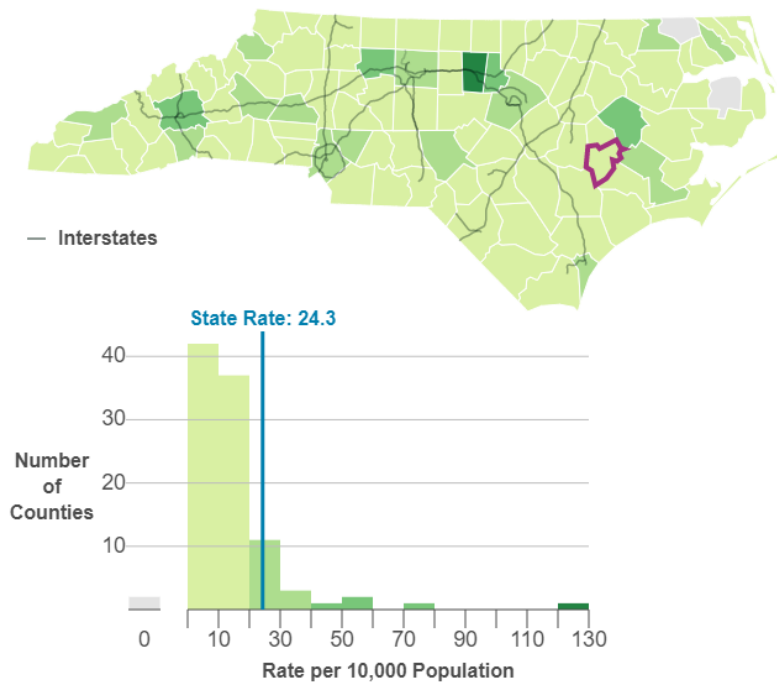 — Interstates
State Rate: 24.3
40
30
20
10
Number
of
Counties
0 10 30 50 70 90 110 130
Rate per 10,000 Population